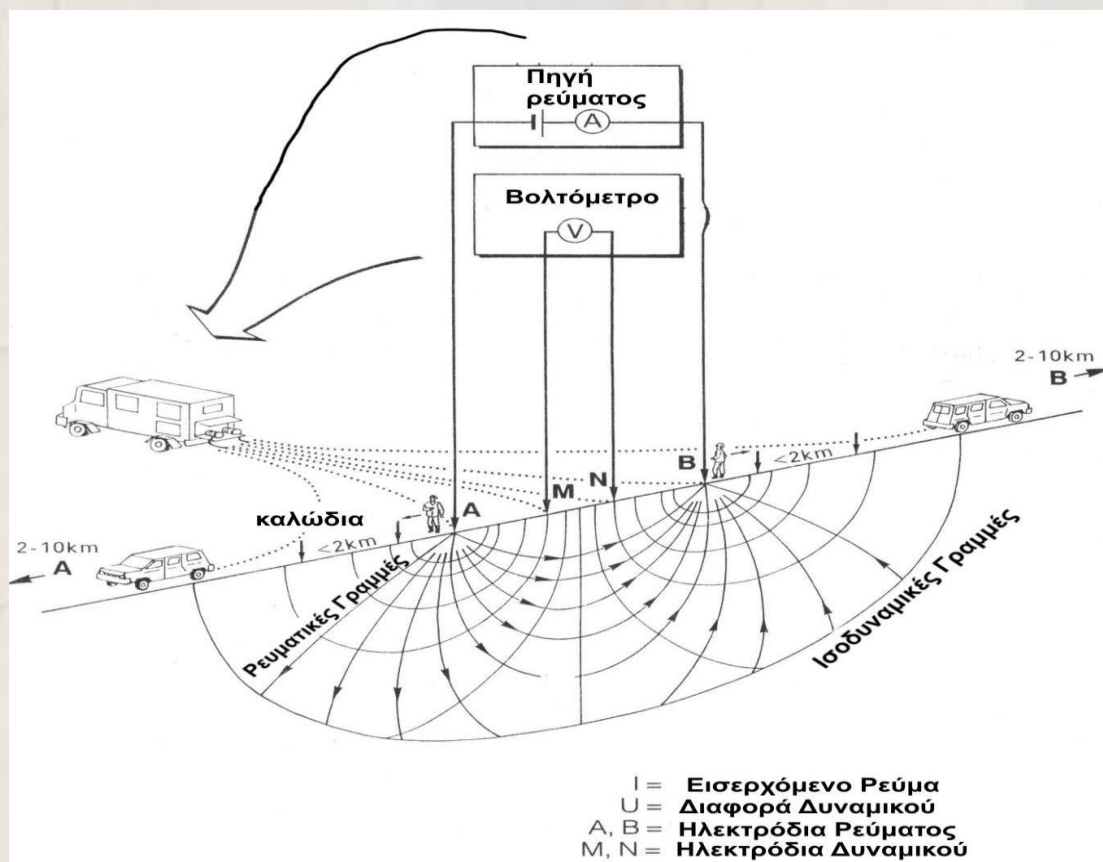 Πηγή
ρεύματος
A
Βολτόμετρο
V
2-10km
B
B
<2km
N
M
A
καλώδια
<2km
2-10km
A
Ρευματικές Γραμμές
Ισοδυναμικές Γραμμές
I = Εισερχόμενο Ρεύμα
U = Διαφορά Δυναμικού
A, B = Ηλεκτρόδια Ρεύματος
M, N = Ηλεκτρόδια Δυναμικού